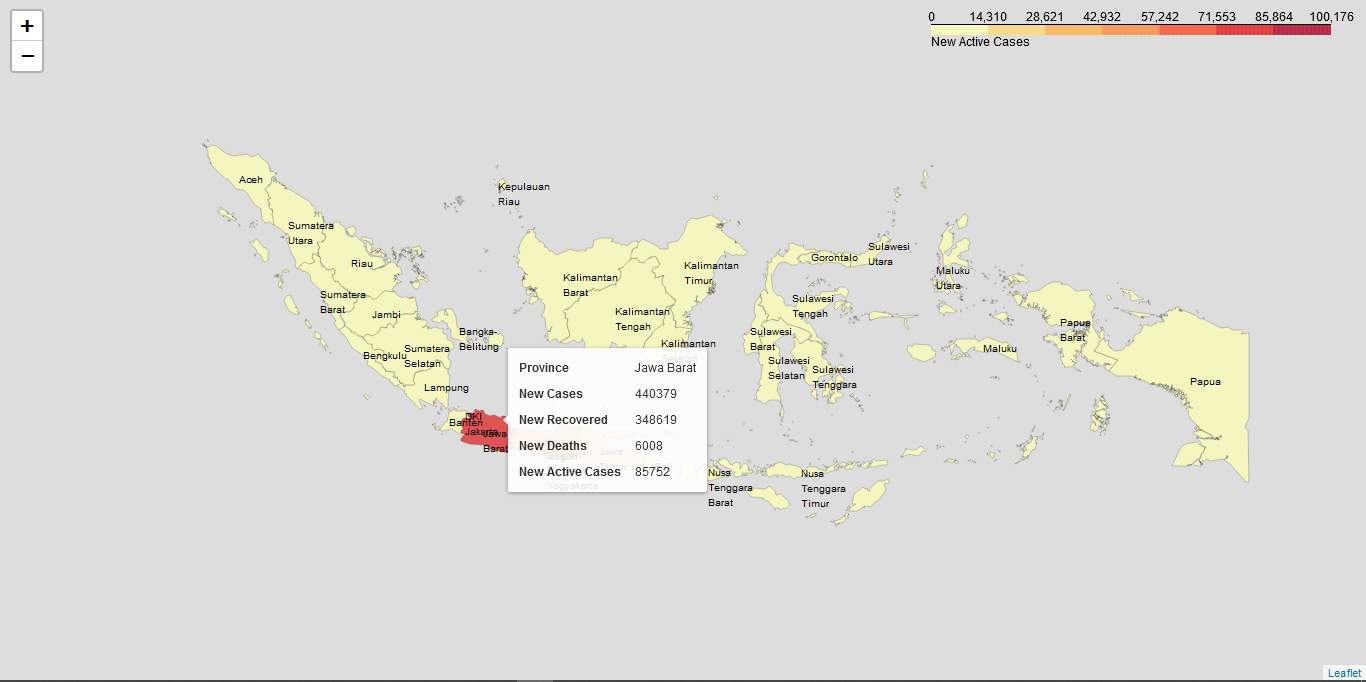 +
−
0 14,310 28,621 42,932 57,242 71,553 85,864 100,176
New Active Cases
Aceh
Kepulauan
Riau
Sumatera
Utara
Riau
Sumatera
Barat
Jambi
Bangka-
Belitung
Bengkulu
Sumatera
Selatan
Lampung
Kalimantan
Barat
Kalimantan
Timur
Kalimantan
Tengah
Kalimantan
Selatan
Gorontalo
Sulawesi
Utara
Sulawesi
Tengah
Sulawesi
Barat
Sulawesi
Selatan
Sulawesi
Tenggara
Maluku
Utara
Maluku
Papua
Barat
Papua
Banten
DKI
Jakarta
Jawa
Barat
Province Jawa Barat
New Cases 440379
New Recovered 348619
New Deaths 6008
New Active Cases 85752
Jawa
Timur
Yogyakarta
Nusa
Tenggara
Barat
Nusa
Tenggara
Timur
Leaflet